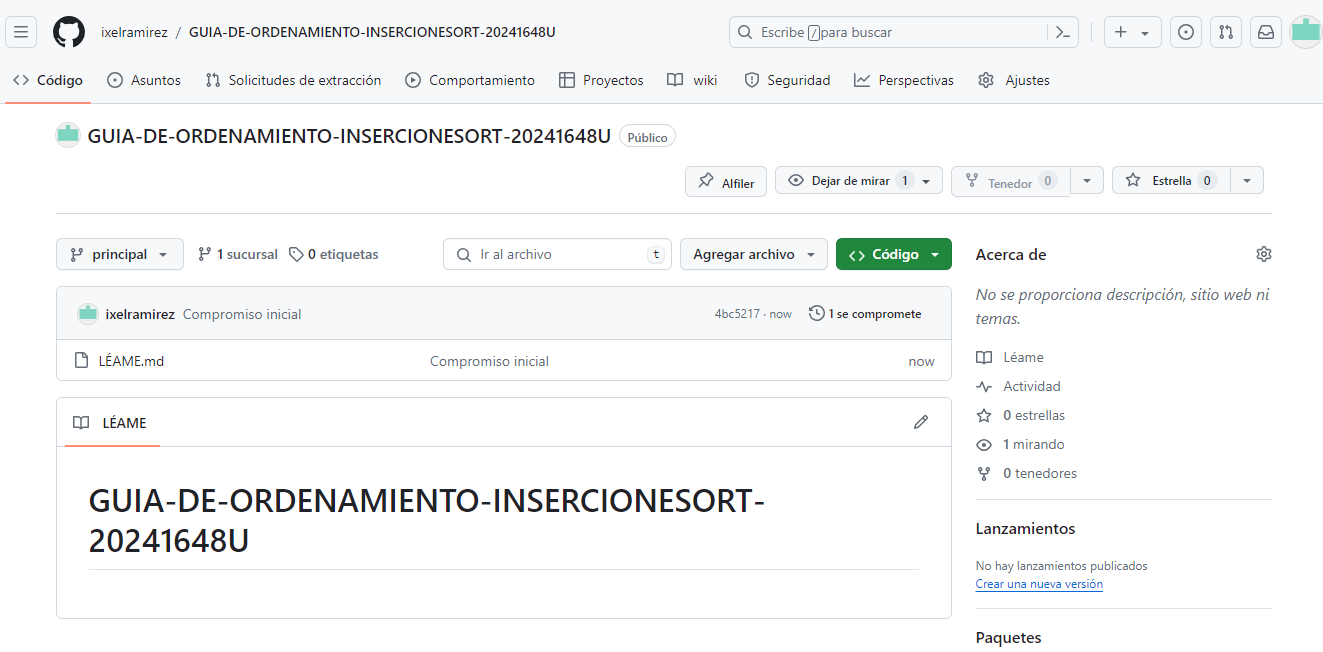 ixelramirez / GUIA-DE-ORDENAMIENTO-INSERCIONESORT-20241648U
Escribe / para buscar
Código Asuntos Solicitudes de extracción Comportamiento Proyectos wiki Seguridad Perspectivas Ajustes
GUIA-DE-ORDENAMIENTO-INSERCIONESORT-20241648U Público
Alfiler Dejar de mirar 1 Tenedor 0 Estrella 0
principal 1 sucursal 0 etiquetas Ir al archivo t Agregar archivo Código
ixelramirez Compromiso inicial 4bc5217 · now 1 se compromete
LÉAME.md Compromiso inicial now
LÉAME
GUIA-DE-ORDENAMIENTO-INSERCIONESORT-
20241648U
Acerca de
No se proporciona descripción, sitio web ni
temas.
Léame
Actividad
0 estrellas
1 mirando
0 tenedores
Lanzamientos
No hay lanzamientos publicados
Crear una nueva versión
Paquetes